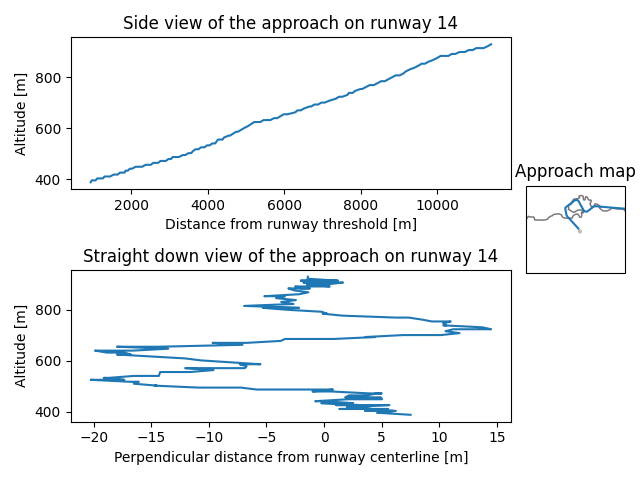 Side view of the approach on runway 14
Altitude [m]
800
600
400
2000
4000
6000
8000
10000
Distance from runway threshold [m]
Approach map
Straight down view of the approach on runway 14
Altitude [m]
800
600
400
−20
−15
−10
−5
0
5
10
15
Perpendicular distance from runway centerline [m]